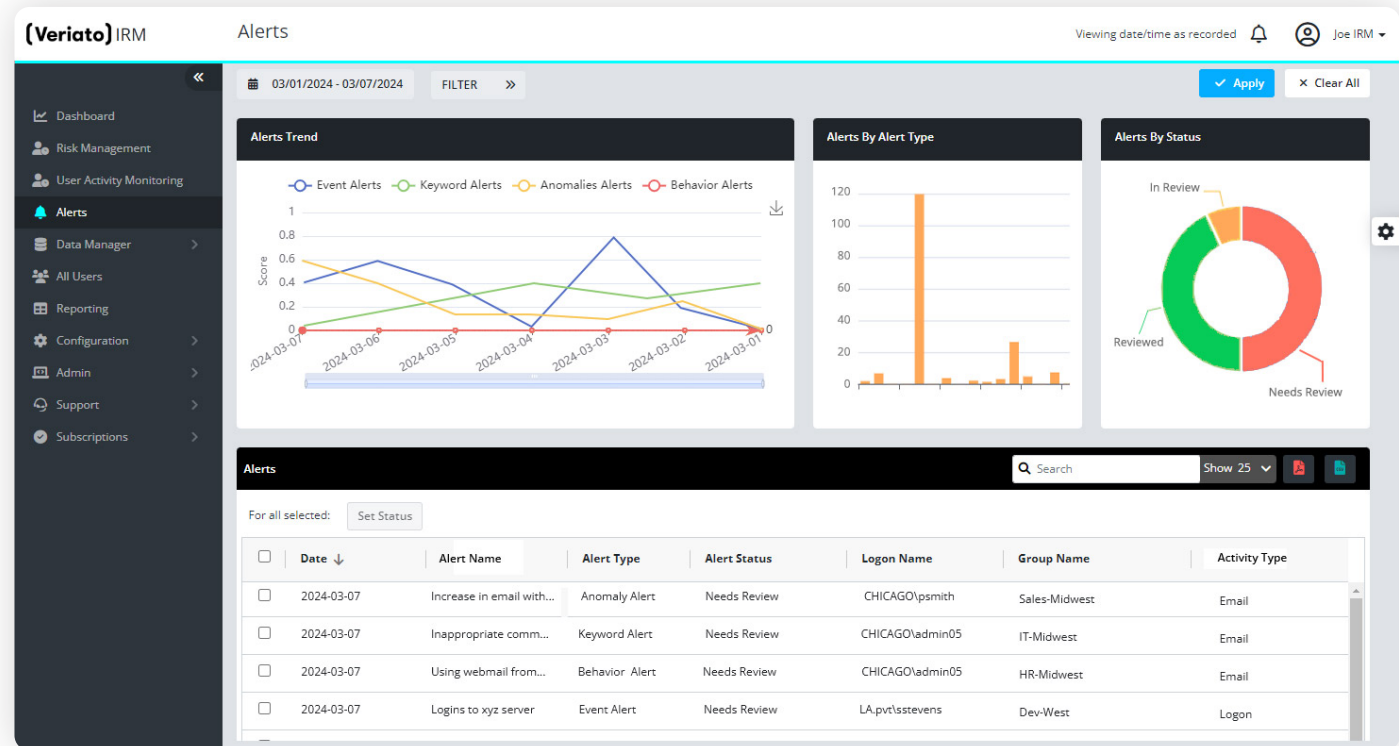 [Veriato] IRM
Alerts
Viewing date/time as recorded
Joe IRM
Dashboard
Risk Management
User Activity Monitoring
Alerts
Data Manager
All Users
Reporting
Configuration
Admin
Support
Subscriptions
03/01/2024 - 03/07/2024
FILTER
Apply
Clear All
Alerts Trend
Event Alerts
Keyword Alerts
Anomalies Alerts
Behavior Alerts
Score
1
0.8
0.6
0.4
0.2
0
0
2024-03-07
2024-03-06
2024-03-05
2024-03-04
2024-03-03
2024-03-02
2024-03-01
Alerts By Alert Type
120
100
80
60
40
20
0
Alerts By Status
In Review
Reviewed
Needs Review
Alerts
Search
Show 25
For all selected: Set Status
Date Alert Name Alert Type Alert Status Logon Name Group Name Activity Type
2024-03-07 Increase in email with... Anomaly Alert Needs Review CHICAGO\psmith Sales-Midwest Email
2024-03-07 Inappropriate comm... Keyword Alert Needs Review CHICAGO\admin05 IT-Midwest Email
2024-03-07 Using webmail from... Behavior Alert Needs Review CHICAGO\admin05 HR-Midwest Email
2024-03-07 Logins to xyz server Event Alert Needs Review LA.pvt\sstevens Dev-West Logon